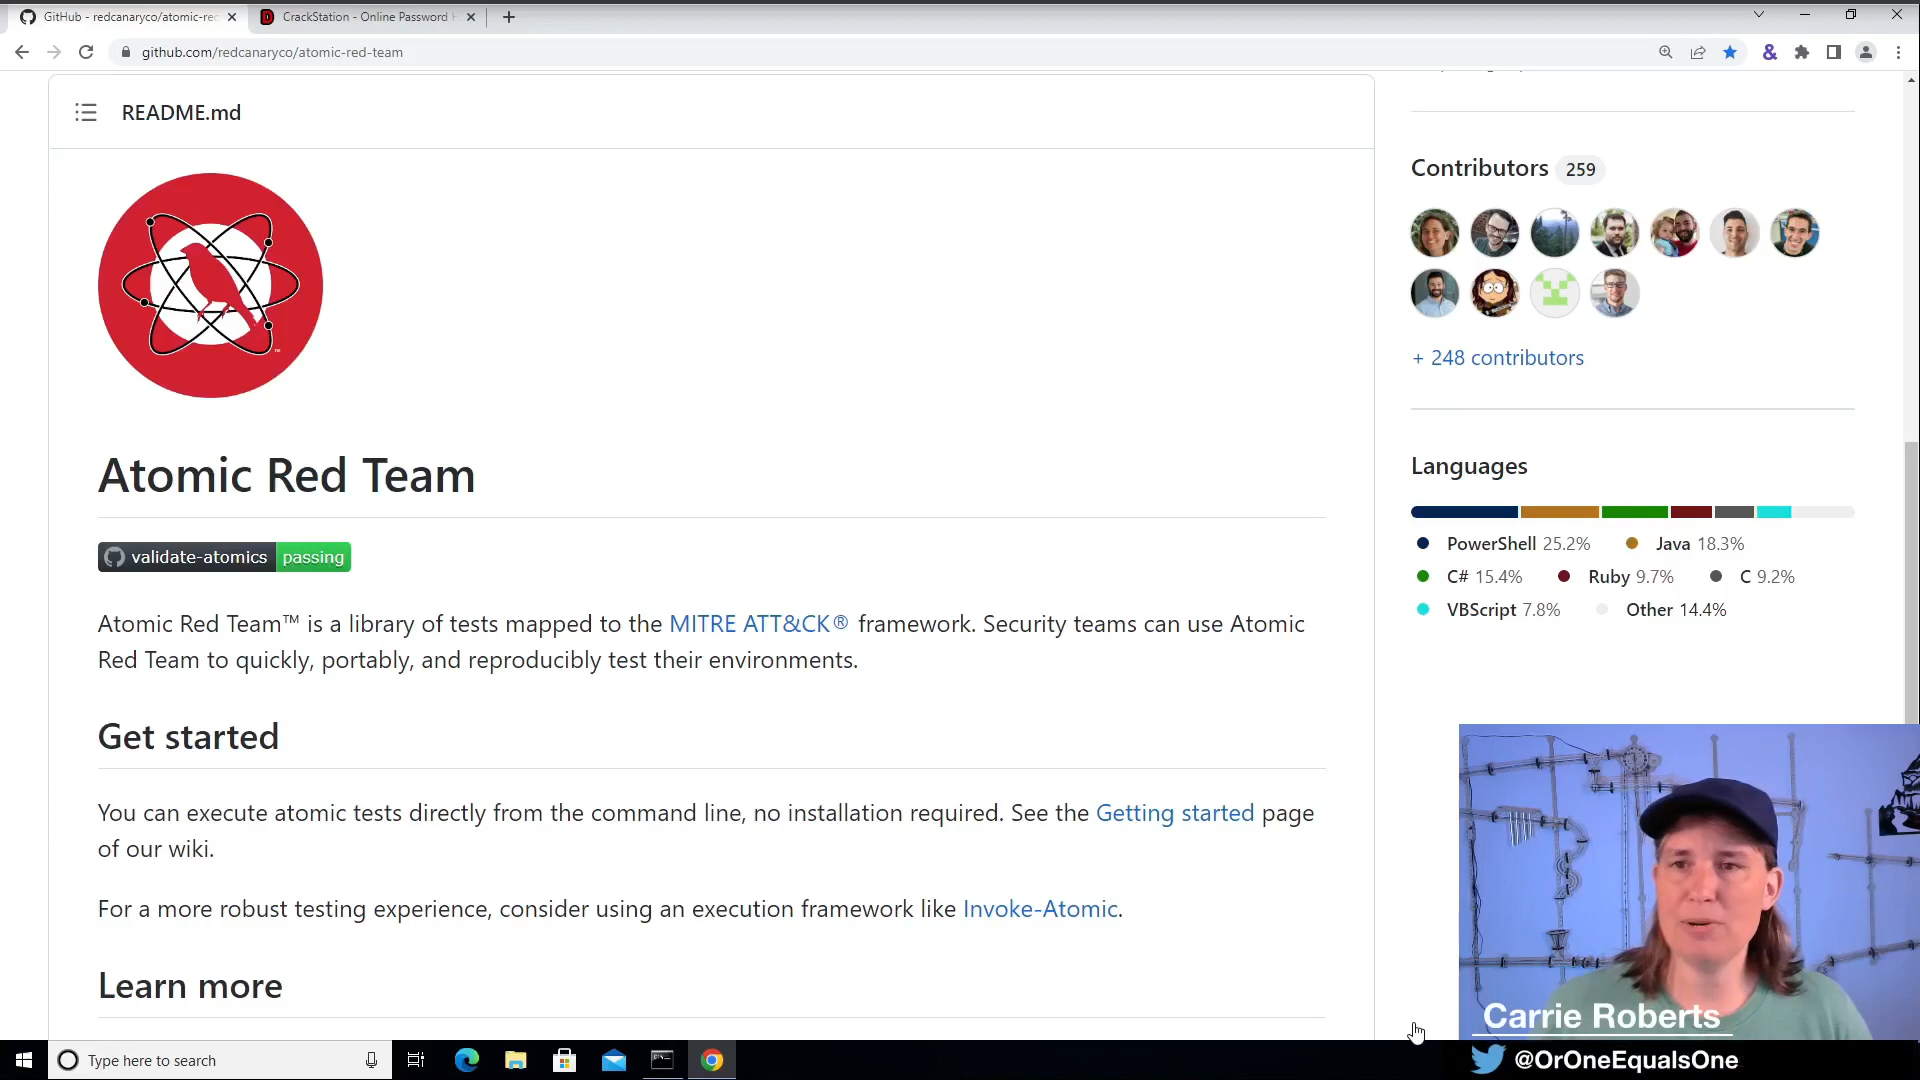 GitHub - redcanaryco/atomic-rec
CrackStation - Online Password H
github.com/redcanaryco/atomic-red-team
README.md
Atomic Red Team
validate-atomics passing
Atomic Red Team™ is a library of tests mapped to the MITRE ATT&CK® framework. Security teams can use Atomic
Red Team to quickly, portably, and reproducibly test their environments.
Get started
You can execute atomic tests directly from the command line, no installation required. See the Getting started page
of our wiki.
For a more robust testing experience, consider using an execution framework like Invoke-Atomic.
Learn more
Contributors 259
+ 248 contributors
Languages
PowerShell 25.2% Java 18.3%
C# 15.4% Ruby 9.7% C 9.2%
VBScript 7.8% Other 14.4%
Carrie Roberts
@OrOneEqualsOne
Type here to search